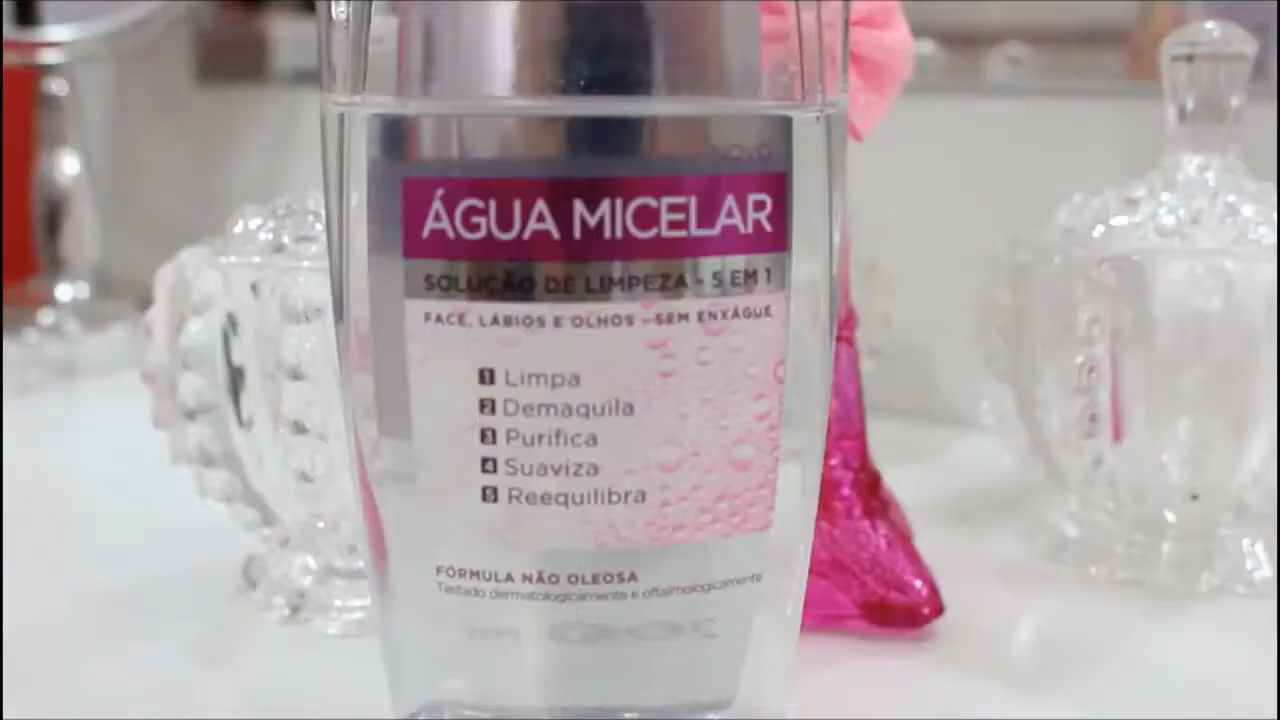 ÁGUA MICELAR
SOLUÇÃO DE LIMPEZA - 5 EM 1
FACE, LÁBIOS E OLHOS - SEM ENXÁGUE
1 Limpa
2 Demaquila
3 Purifica
4 Suaviza
5 Reequilibra
FÓRMULA NÃO OLEOSA
Testado dermatologicamente e oftalmologicamente